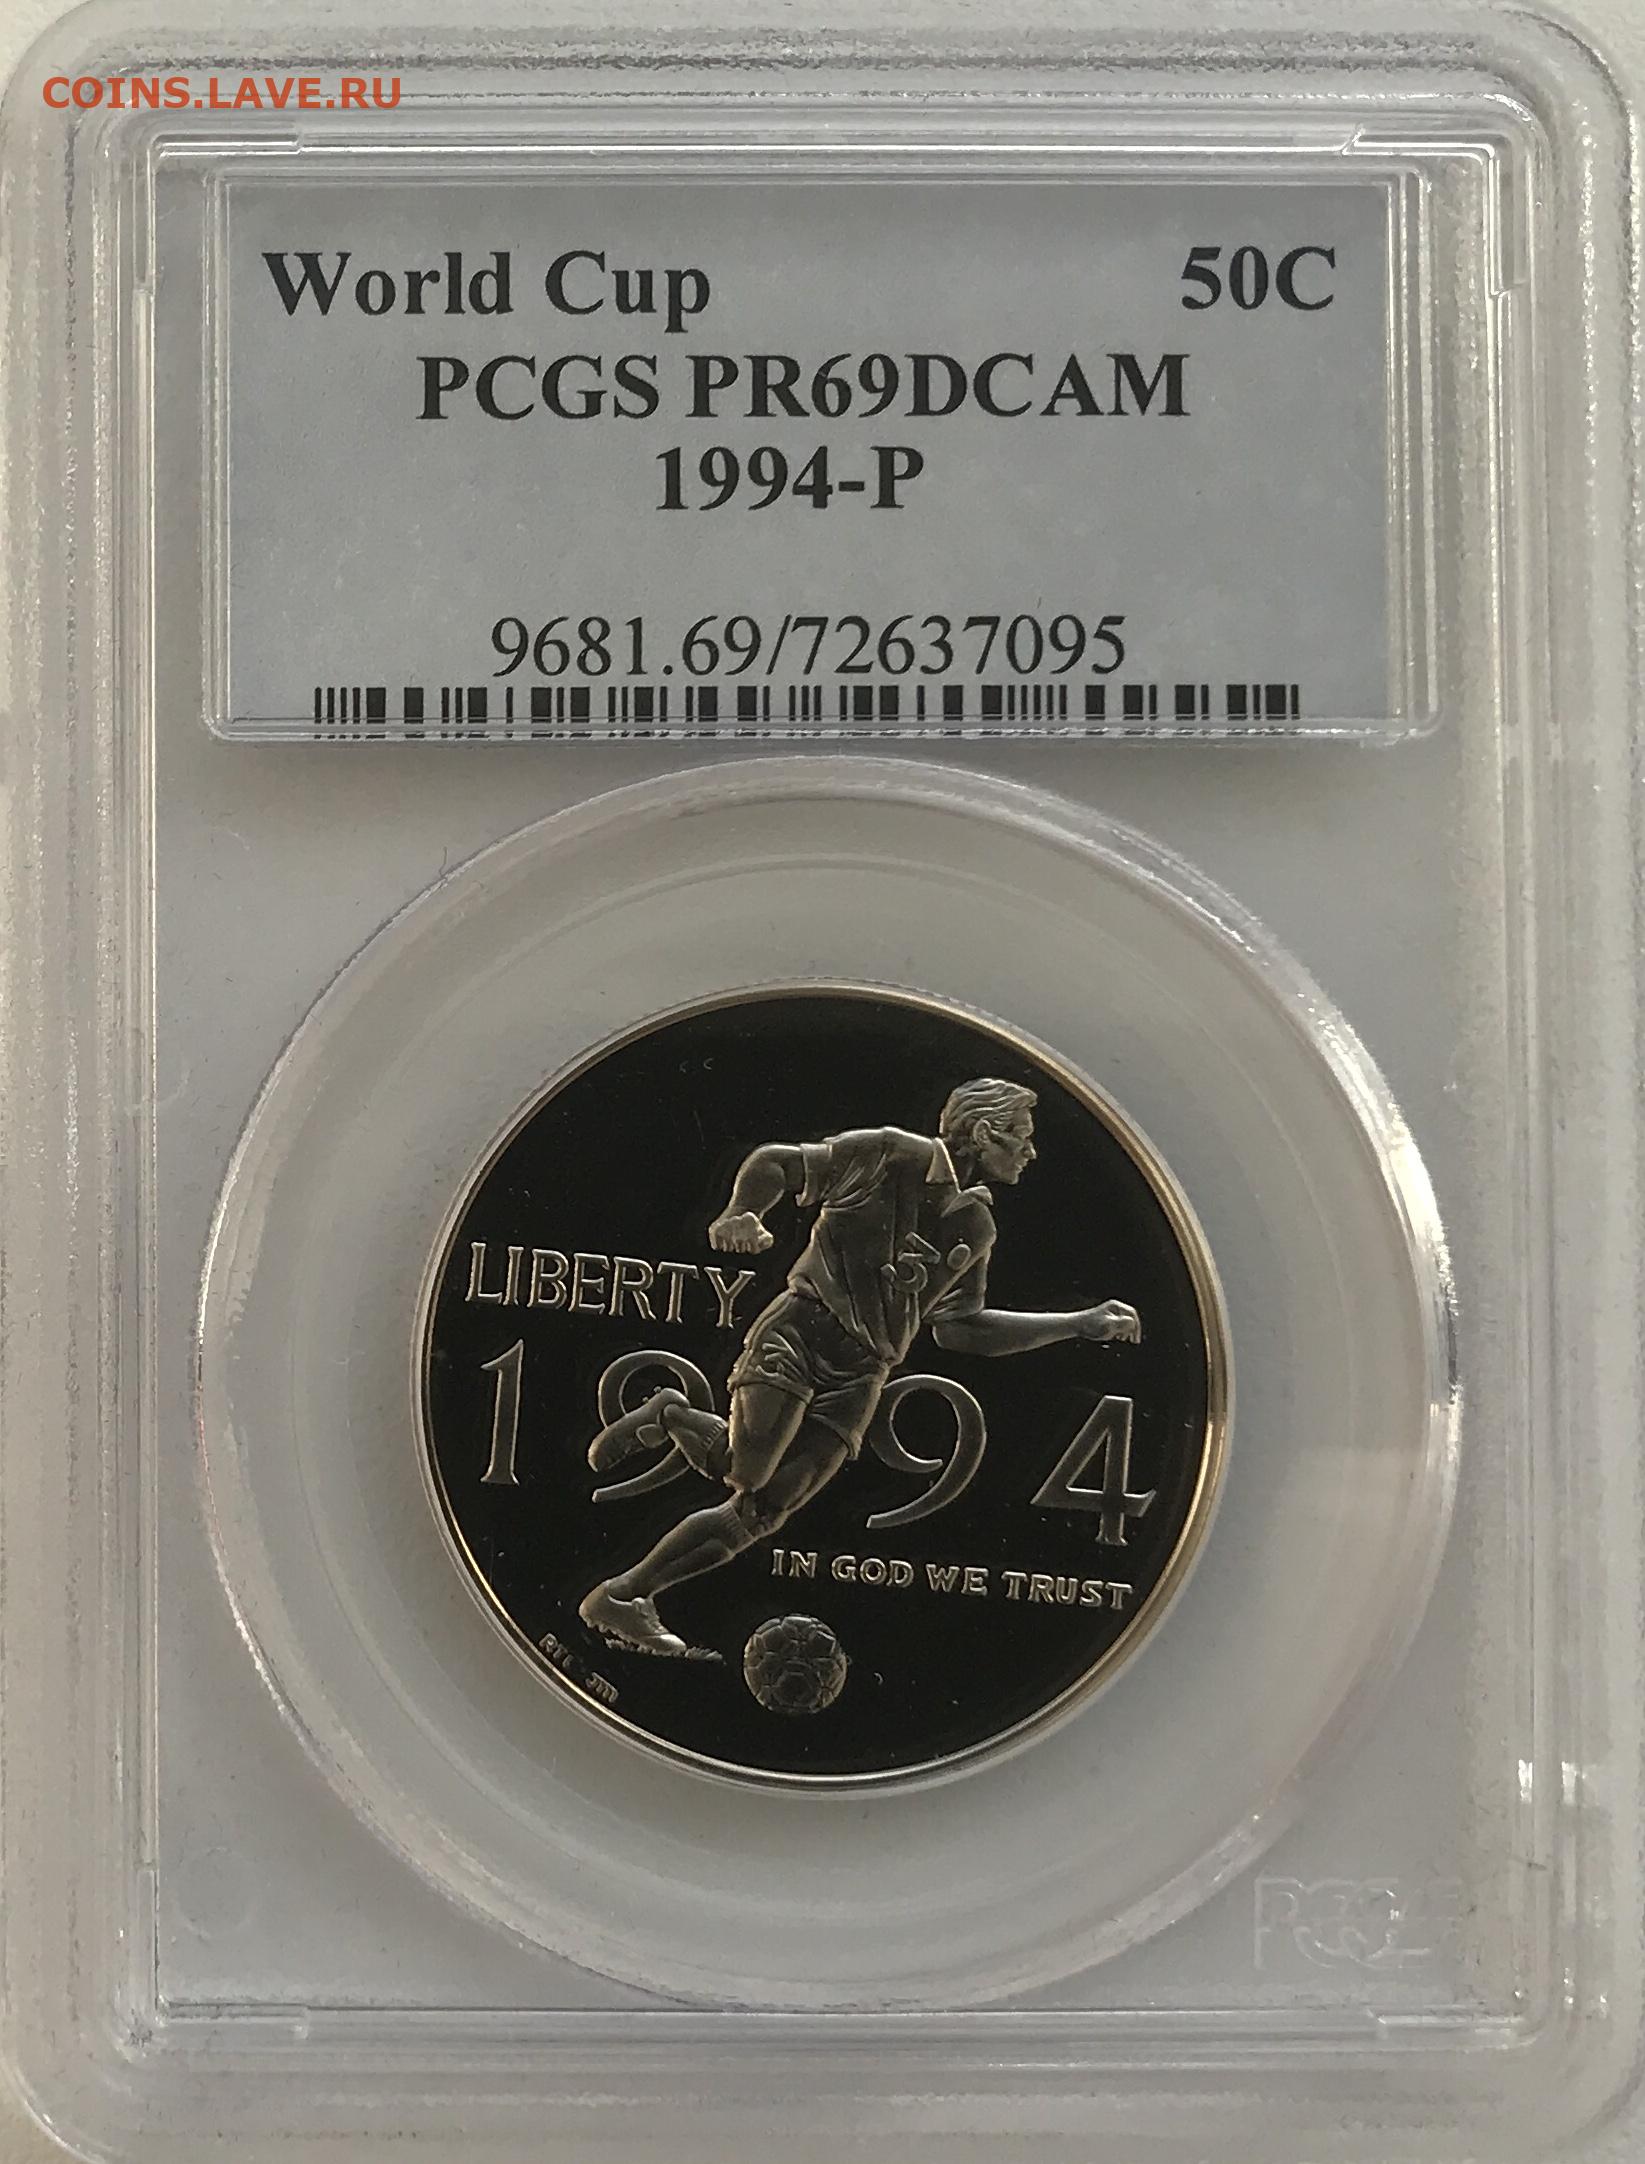 COINS.LAVE.RU
World Cup 50C
PCGS PR69DCAM
1994-P
9681.69/72637095
LIBERTY
1994
IN GOD WE TRUST
PCGS